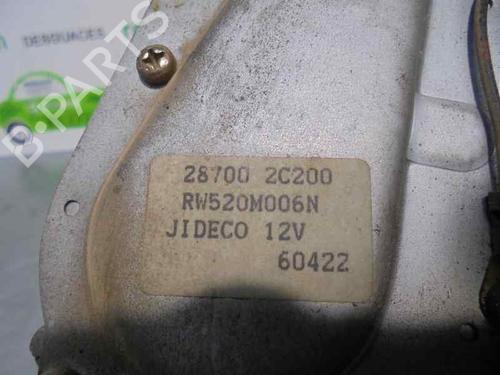 DESGUACES
B-PARTS
28700 2C200
RW520M006N
JIDECO 12V
60422